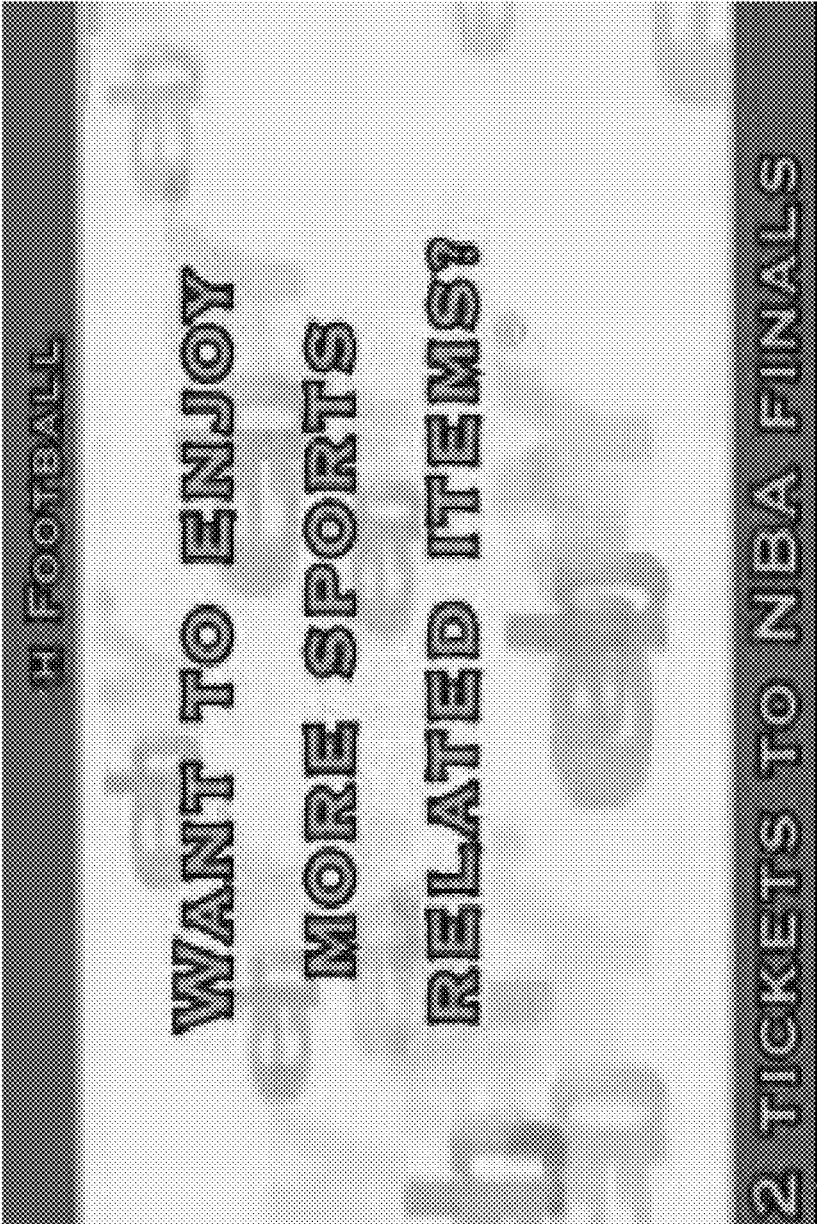 H FOOTBALL
WANT TO ENJOY
MORE SPORTS
RELATED ITEMS?
2 TICKETS TO NBA FINALS